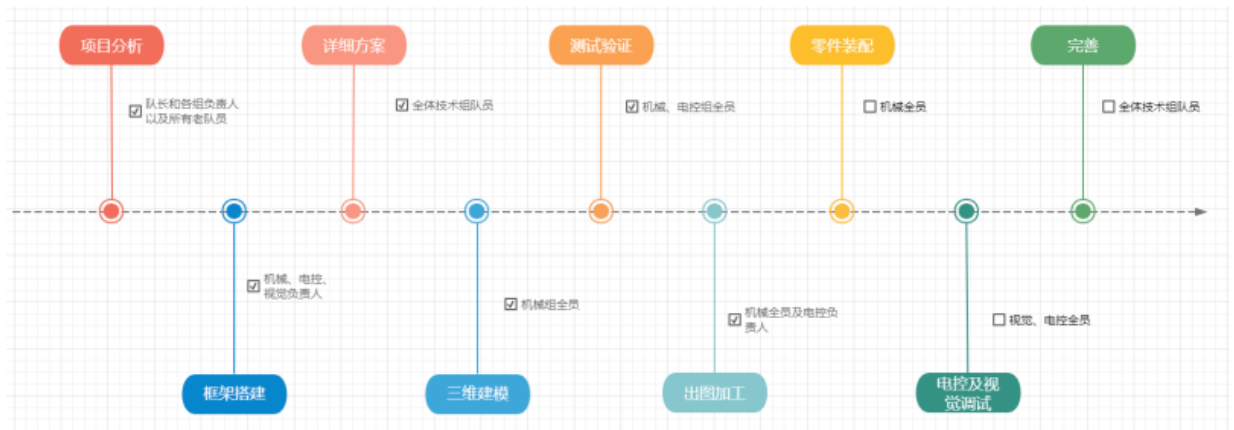 项目分析
详细方案
测试验证
零件装配
完善
队长和各组负责人
以及所有老队员
全体技术组队员
机械、电控组全员
机械全员
全体技术组队员
机械、电控、
视觉负责人
机械组全员
机械全员及电控负
责人
视觉、电控全员
框架搭建
三维建模
出图加工
电控及视
觉调试